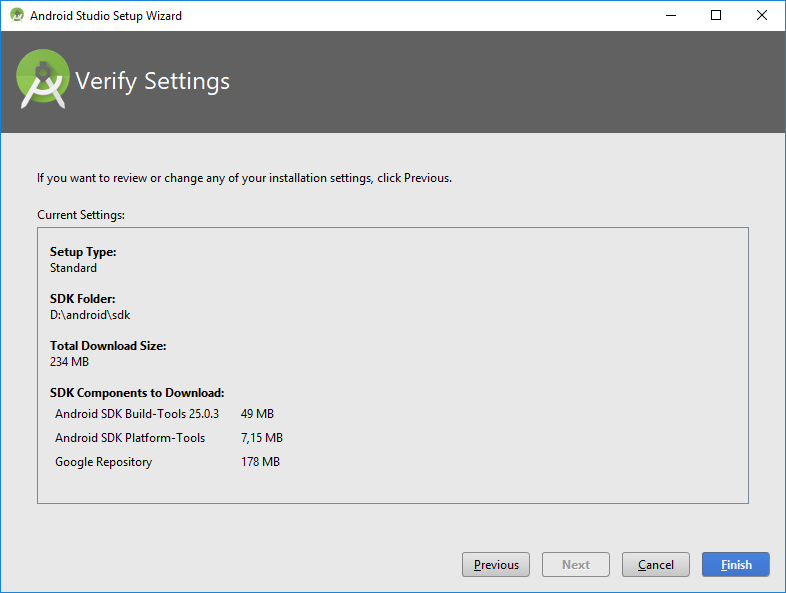 Android Studio Setup Wizard
Verify Settings
If you want to review or change any of your installation settings, click Previous.
Current Settings:
Setup Type:
Standard
SDK Folder:
D:\android\sdk
Total Download Size:
234 MB
SDK Components to Download:
Android SDK Build-Tools 25.0.3 49 MB
Android SDK Platform-Tools 7,15 MB
Google Repository 178 MB
Previous Next Cancel Finish